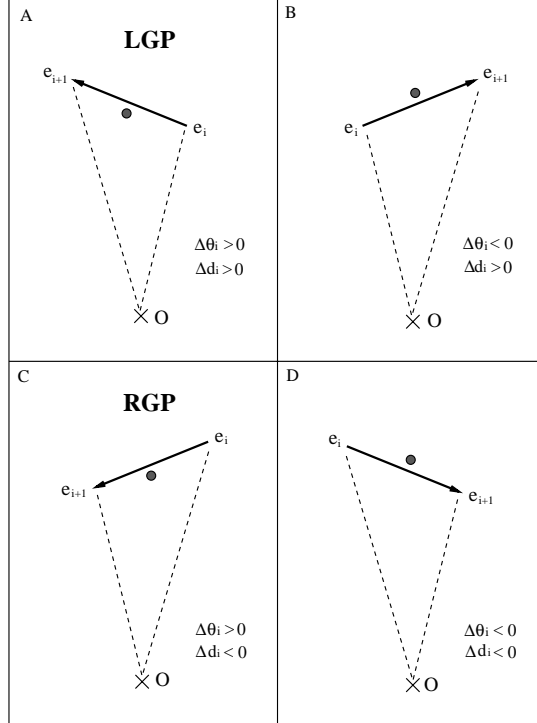 A
LGP
e_{i+1}
e_i
Δθ_i > 0
Δd_i > 0
O
B
e_{i+1}
e_i
Δθ_i < 0
Δd_i > 0
O
C
RGP
e_i
e_{i+1}
Δθ_i > 0
Δd_i < 0
O
D
e_i
e_{i+1}
Δθ_i < 0
Δd_i < 0
O